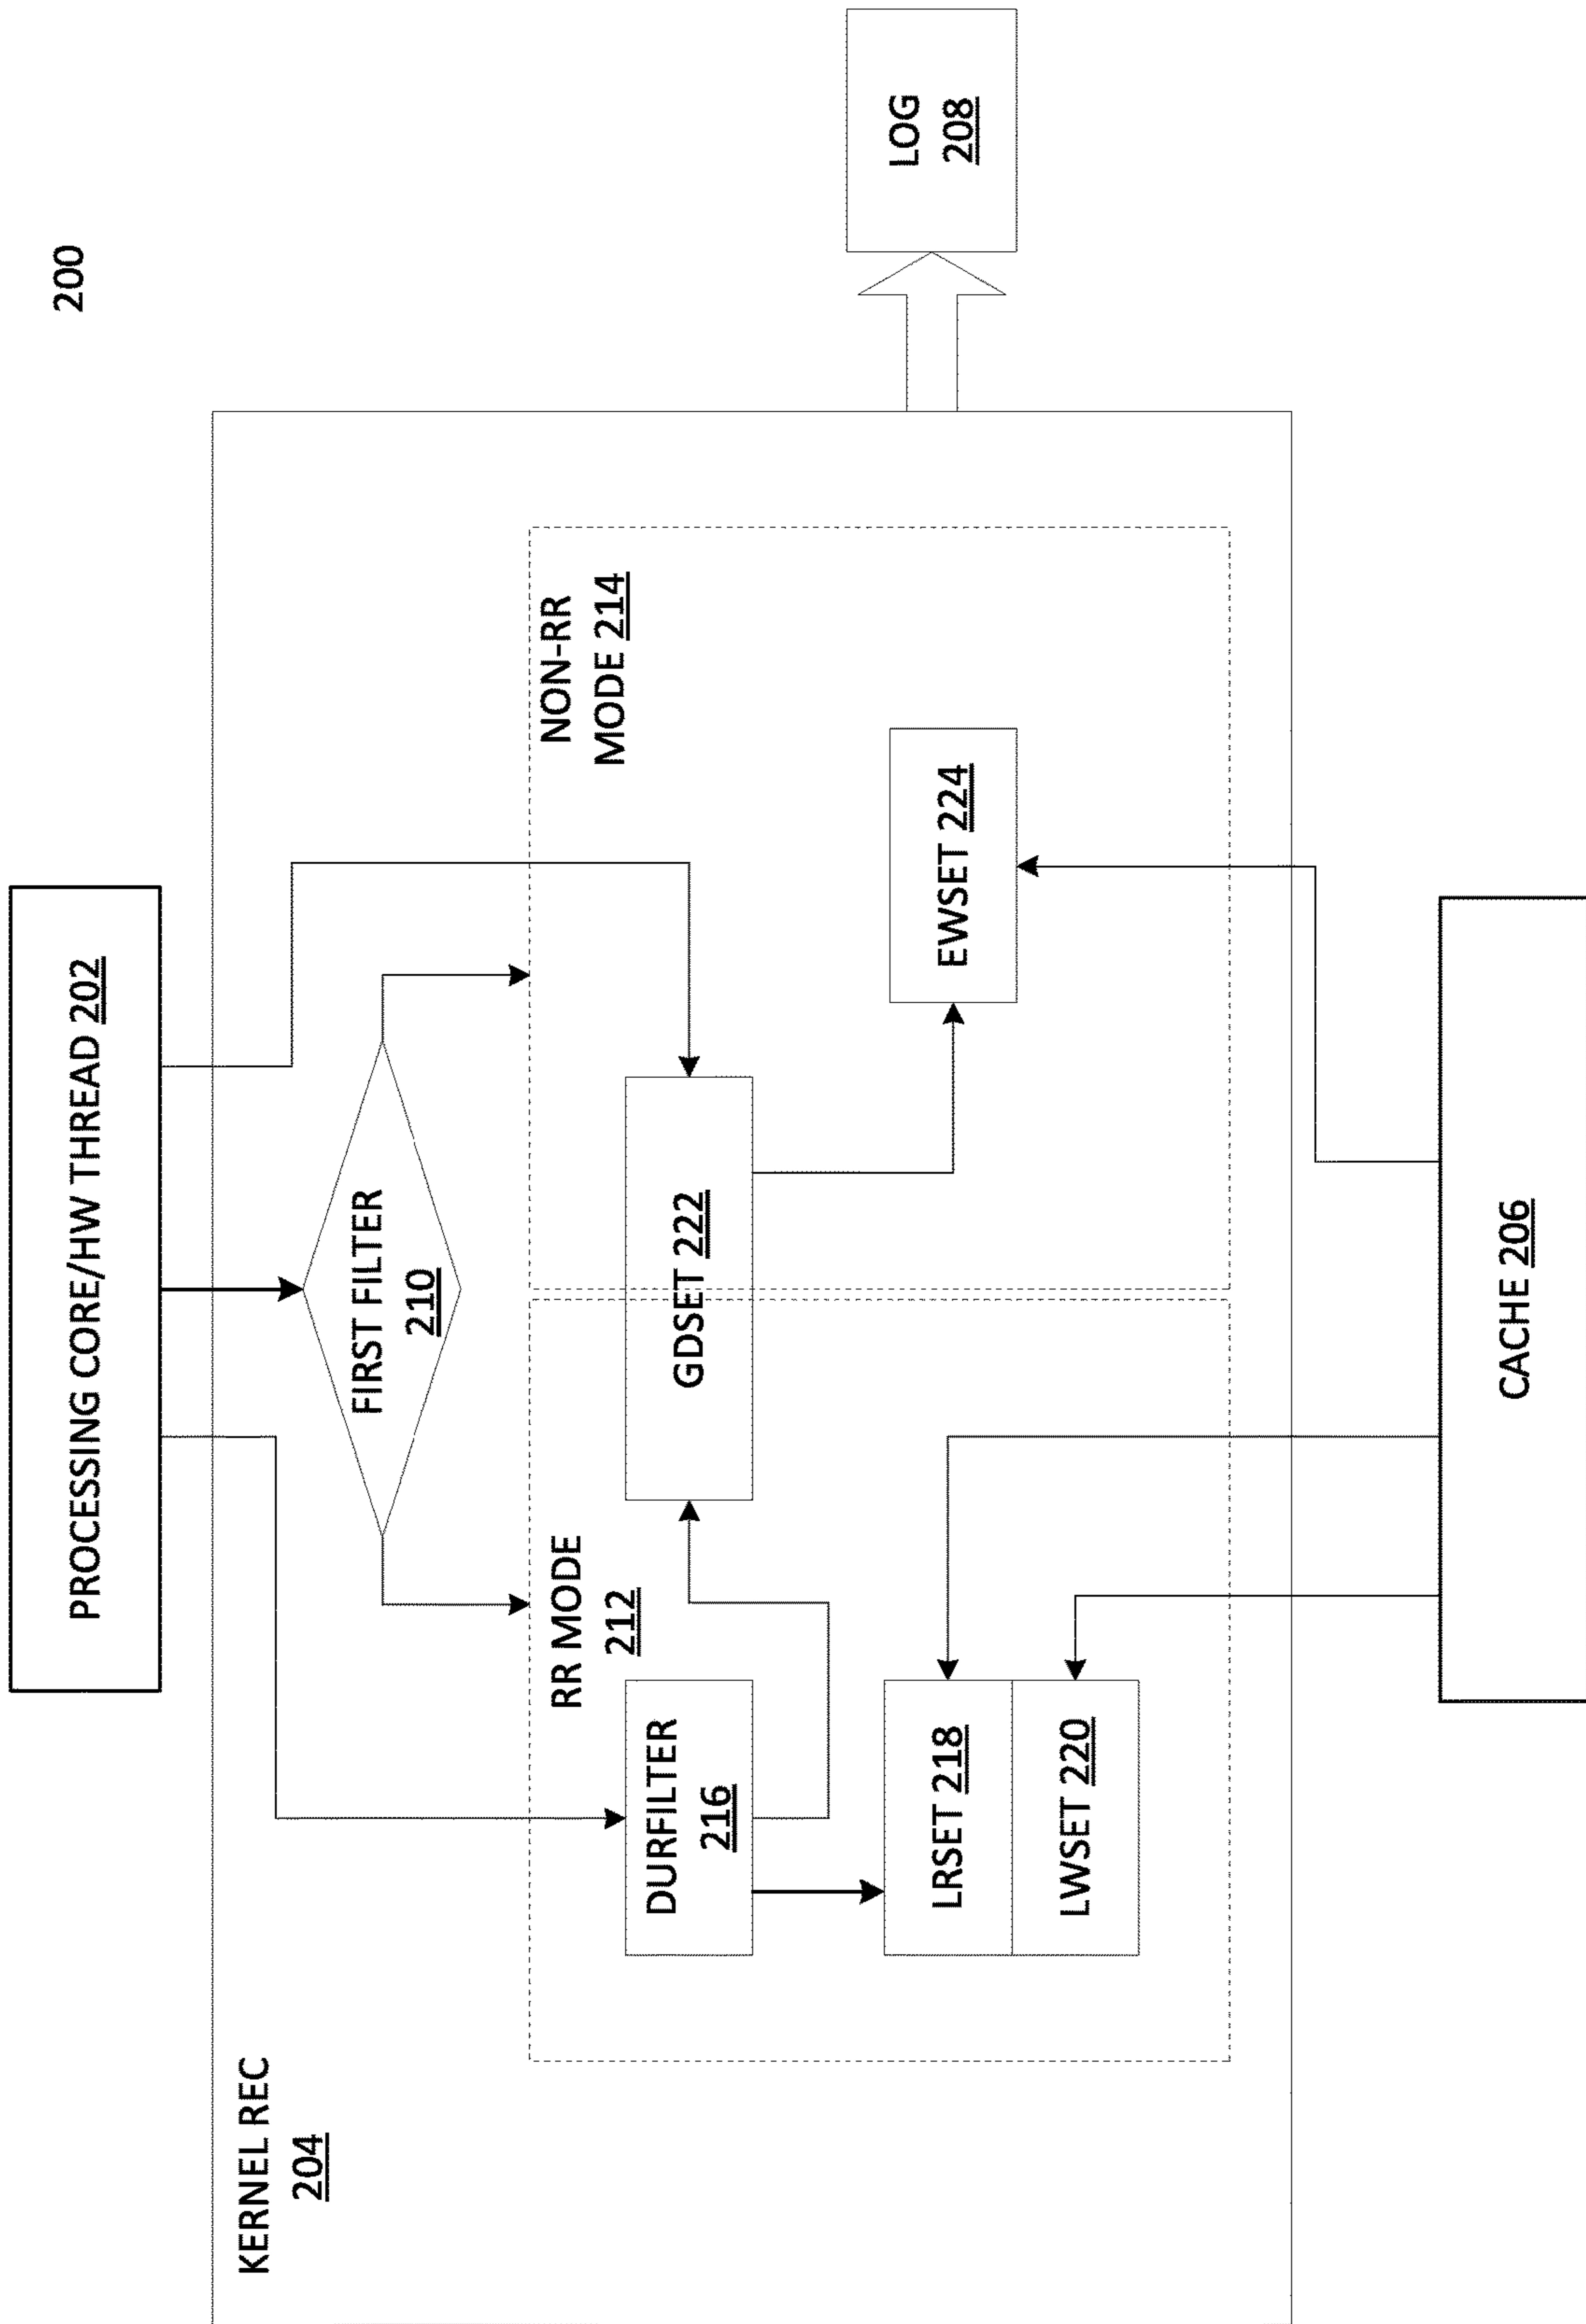 200
PROCESSING CORE/HW THREAD 202
KERNEL REC
204
FIRST FILTER
210
RR MODE
212
NON-RR
MODE 214
DURFILTER
216
GDSET 222
LRSET 218
LWSET 220
EWSET 224
LOG
208
CACHE 206